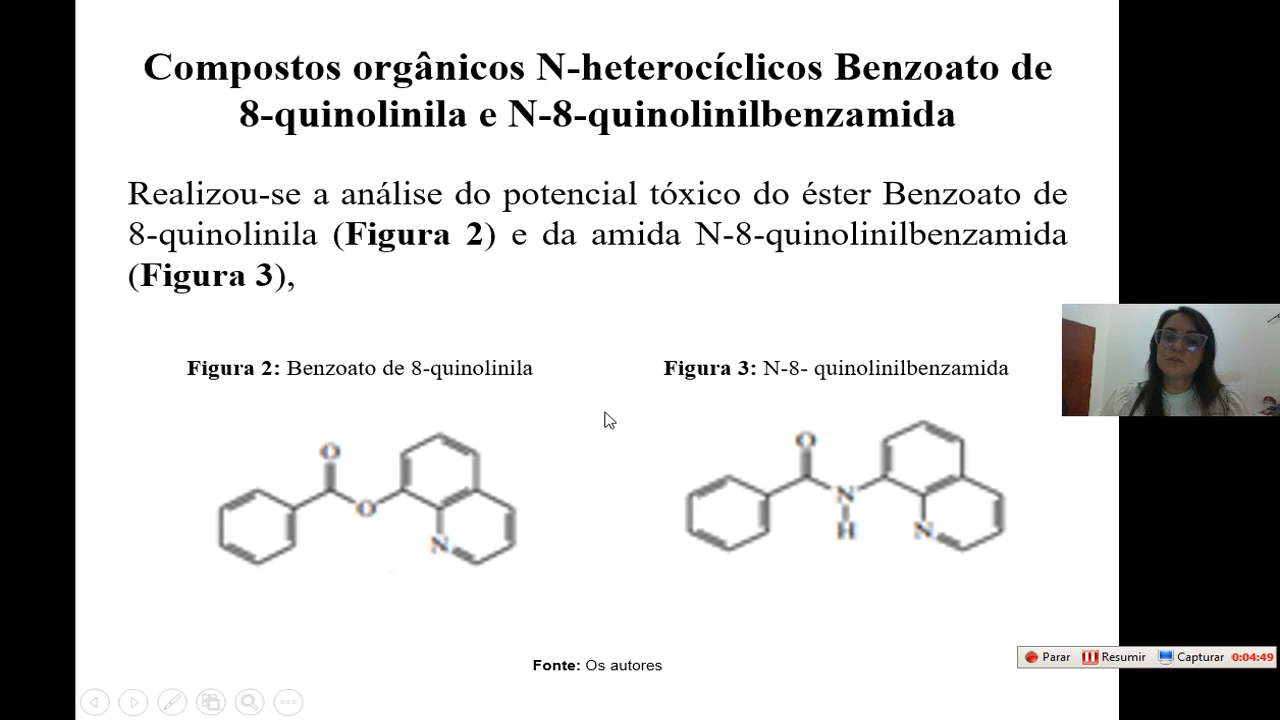 Compostos orgânicos N-heterocíclicos Benzoato de
8-quinolinila e N-8-quinolinilbenzamida
Realizou-se a análise do potencial tóxico do éster Benzoato de
8-quinolinila (Figura 2) e da amida N-8-quinolinilbenzamida
(Figura 3),
Figura 2: Benzoato de 8-quinolinila
Figura 3: N-8- quinolinilbenzamida
O
O
N
O
N
H
N
Fonte: Os autores
Parar Resumir Capturar 0:04:49